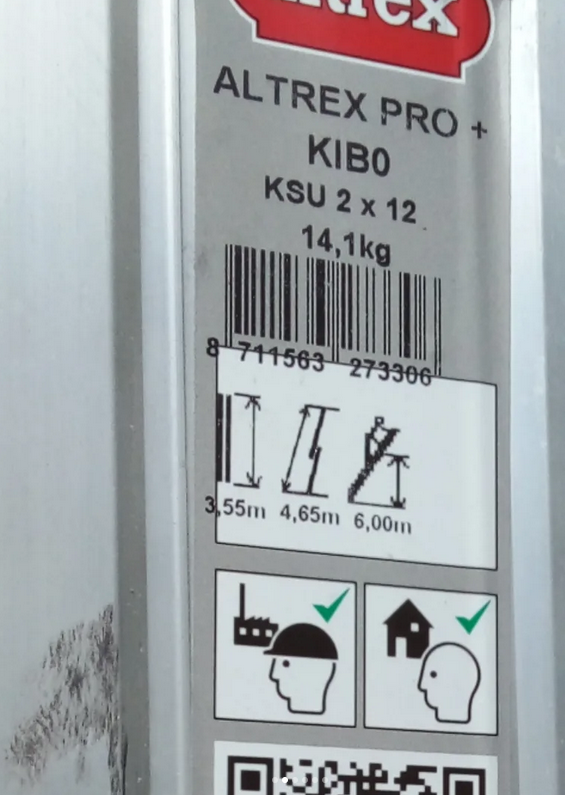 ALTREX PRO +
KIB0
KSU 2 x 12
14,1kg
8 711563 273306
3,55m 4,65m 6,00m